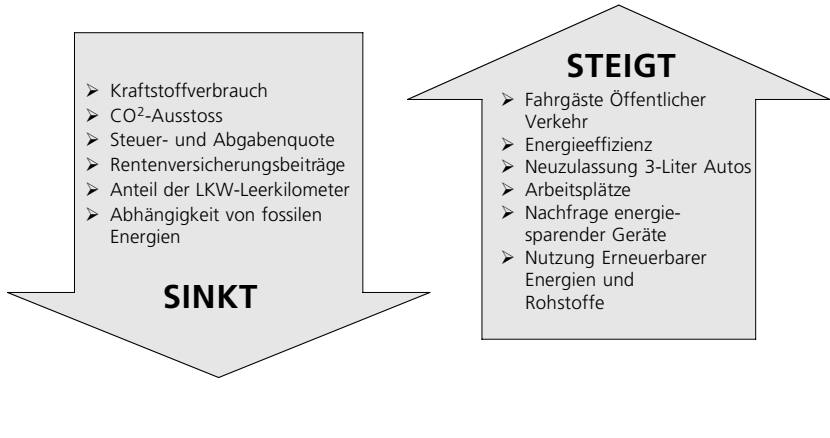 ➢ Kraftstoffverbrauch
➢ CO²-Ausstoss
➢ Steuer- und Abgabenquote
➢ Rentenversicherungsbeiträge
➢ Anteil der LKW-Leerkilometer
➢ Abhängigkeit von fossilen
Energien
SINKT
STEIGT
➢ Fahrgäste Öffentlicher
Verkehr
➢ Energieeffizienz
➢ Neuzulassung 3-Liter Autos
➢ Arbeitsplätze
➢ Nachfrage energie-
sparender Geräte
➢ Nutzung Erneuerbarer
Energien und
Rohstoffe